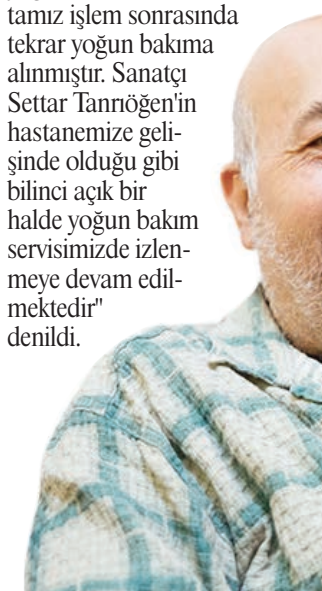 tamız işlem sonrasında
tekrar yoğun bakıma
alınmıştır. Sanatçı
Settar Tanrıöğen'in
hastanemize geli-
şinde olduğu gibi
bilinci açık bir
halde yoğun bakım
servisimizde izlen-
meye devam edil-
mektedir"
denildi.